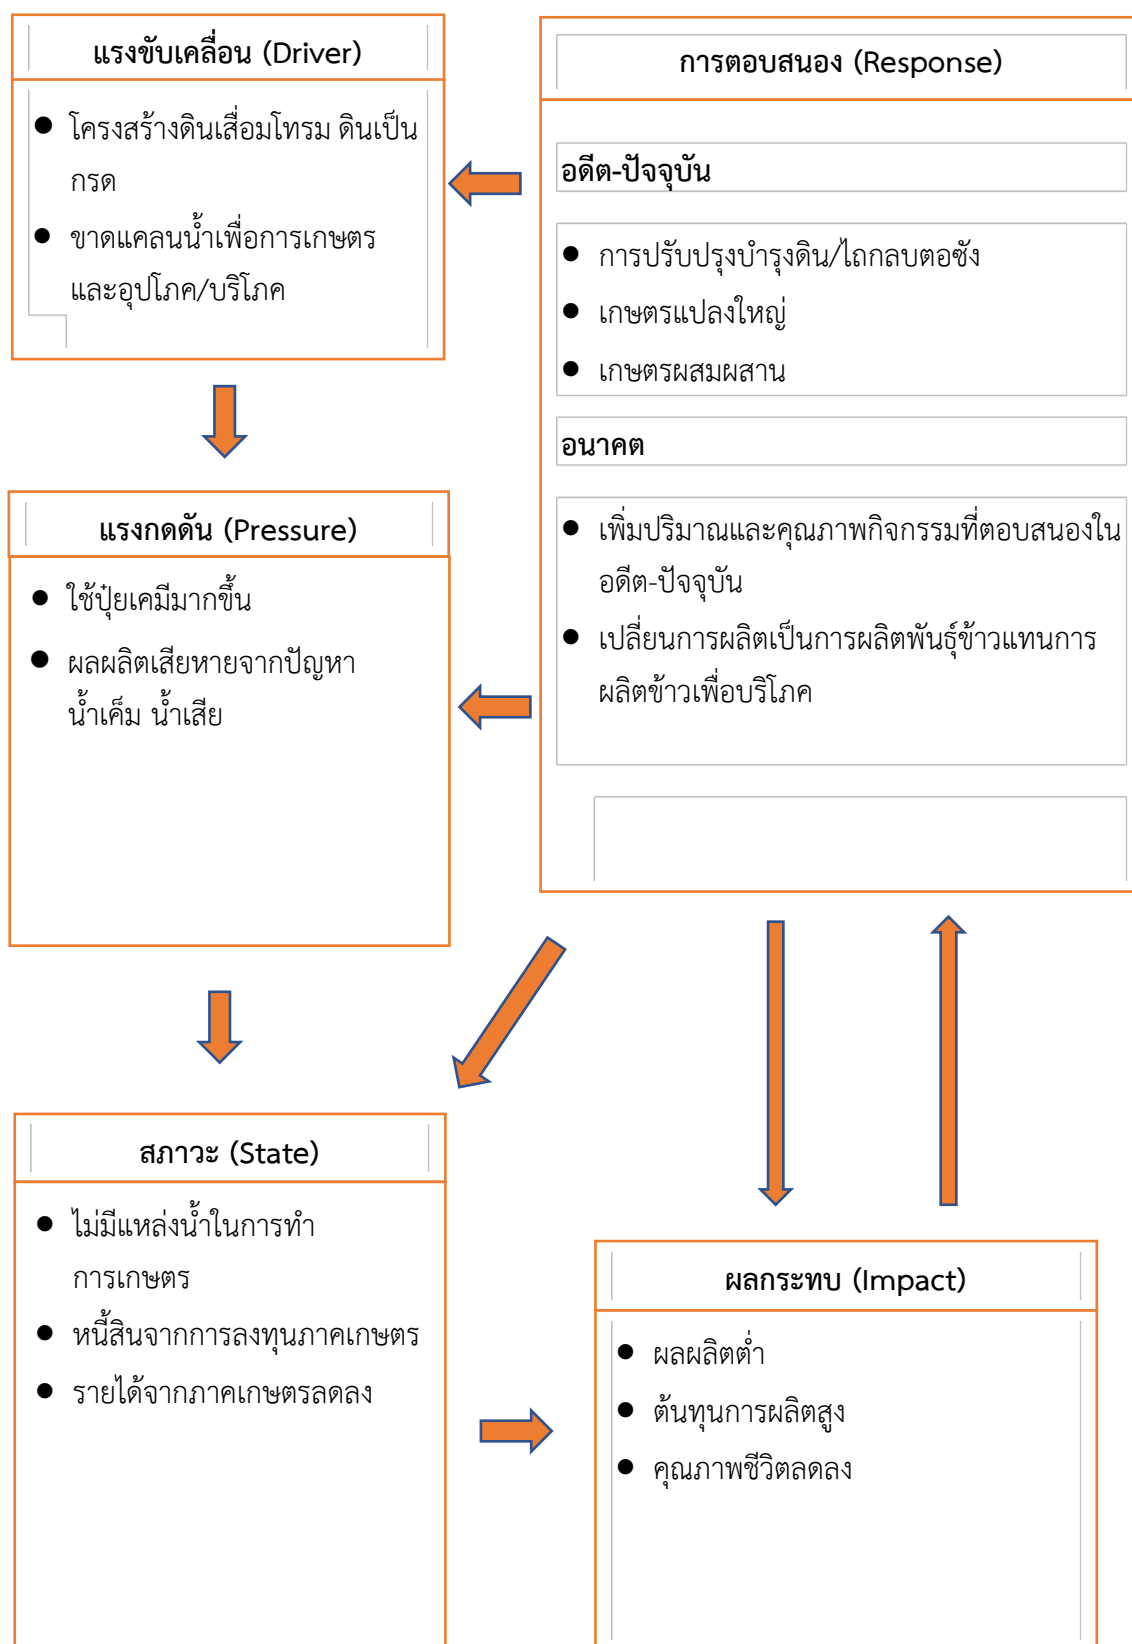 แรงขับเคลื่อน (Driver)
● โครงสร้างดินเสื่อมโทรม ดินเป็น
กรด
● ขาดแคลนน้ำเพื่อการเกษตร
และอุปโภค/บริโภค
แรงกดดัน (Pressure)
● ใช้ปุ๋ยเคมีมากขึ้น
● ผลผลิตเสียหายจากปัญหา
น้ำเค็ม น้ำเสีย
สภาวะ (State)
● ไม่มีแหล่งน้ำในการทำ
การเกษตร
● หนี้สินจากการลงทุนภาคเกษตร
● รายได้จากภาคเกษตรลดลง
การตอบสนอง (Response)
อดีต-ปัจจุบัน
● การปรับปรุงบำรุงดิน/ไถกลบตอซัง
● เกษตรแปลงใหญ่
● เกษตรผสมผสาน
อนาคต
● เพิ่มปริมาณและคุณภาพกิจกรรมที่ตอบสนองใน
อดีต-ปัจจุบัน
● เปลี่ยนการผลิตเป็นการผลิตพันธุ์ข้าวแทนการ
ผลิตข้าวเพื่อบริโภค
ผลกระทบ (Impact)
● ผลผลิตต่ำ
● ต้นทุนการผลิตสูง
● คุณภาพชีวิตลดลง